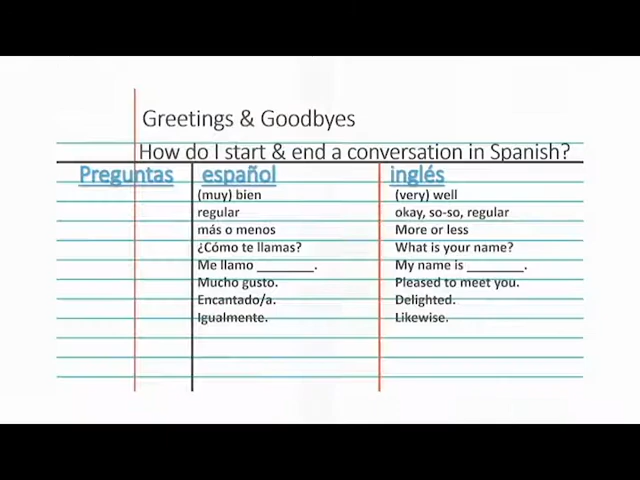 Greetings & Goodbyes
How do I start & end a conversation in Spanish?
Preguntas español inglés
(muy) bien (very) well
regular okay, so-so, regular
más o menos More or less
¿Cómo te llamas? What is your name?
Me llamo ________. My name is ________.
Mucho gusto. Pleased to meet you.
Encantado/a. Delighted.
Igualmente. Likewise.